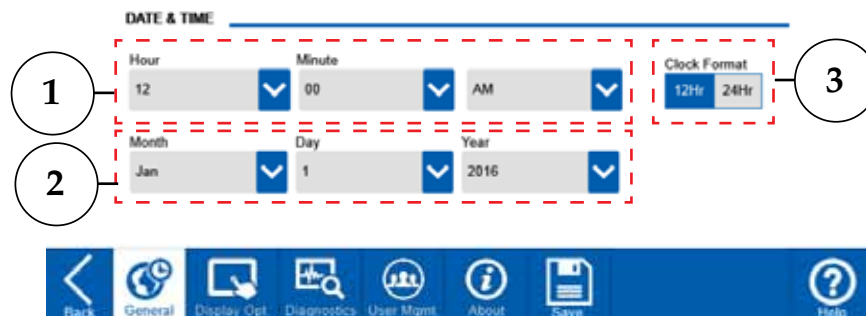 DATE & TIME
Hour Minute Clock Format
12 00 AM 12Hr 24Hr
1 3
Month Day Year
Jan 1 2016
2
Back General Display Opt Diagnostics User Mgmt About Save Help